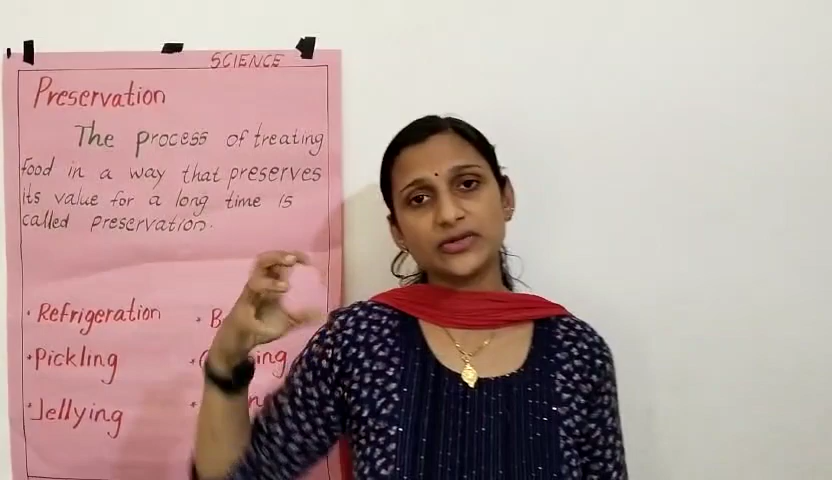 SCIENCE
Preservation
The process of treating
food in a way that preserves
its value for a long time is
called preservation.
• Refrigeration
• Pickling
• Jellying